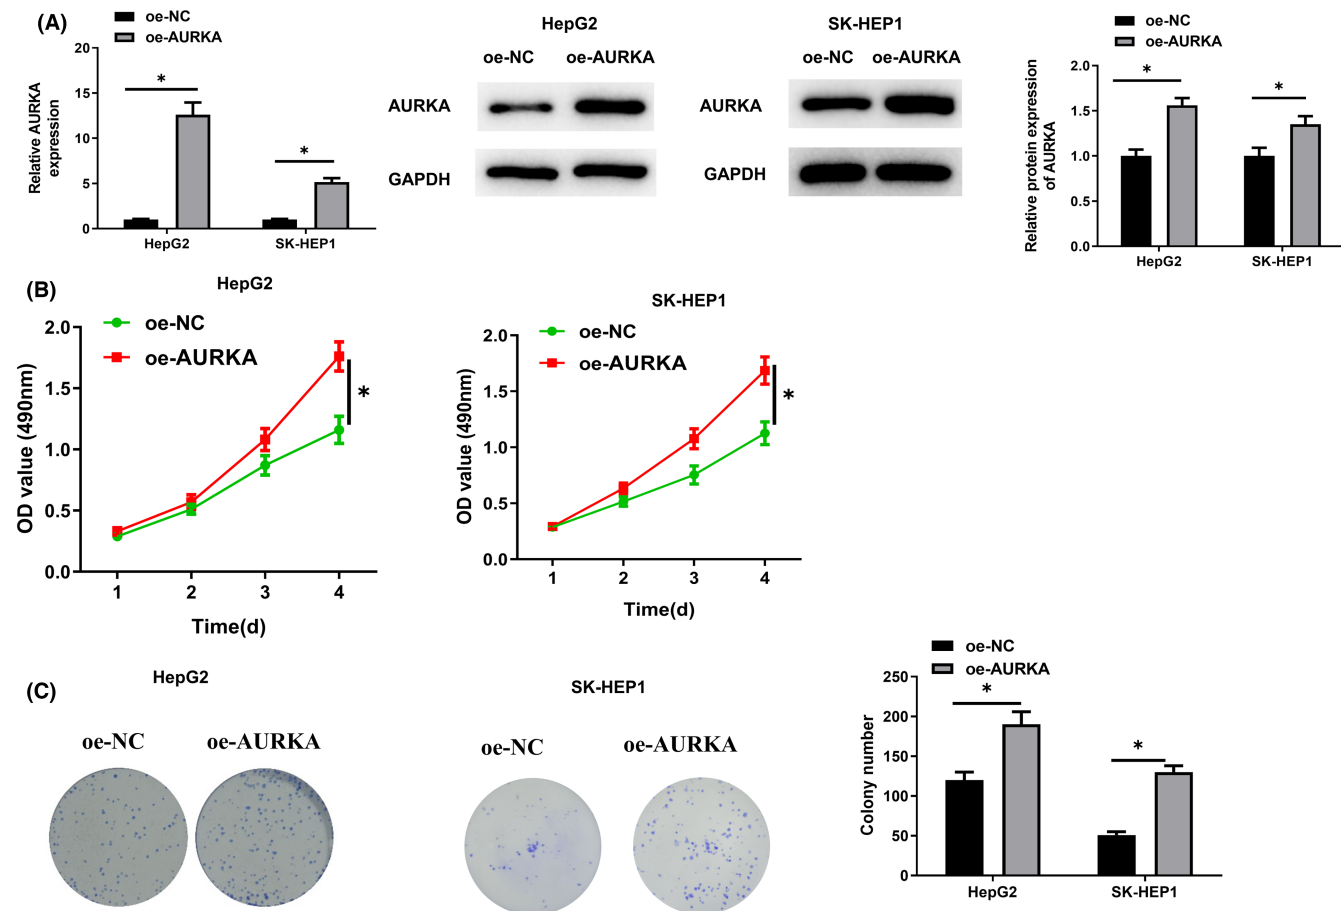 (A)
oe-NC
oe-AURKA
Relative AURKA
expression
20
15
10
5
0
*
*
HepG2
SK-HEP1
HepG2
oe-NC
oe-AURKA
AURKA
GAPDH
SK-HEP1
oe-NC
oe-AURKA
AURKA
GAPDH
oe-NC
oe-AURKA
Relative protein expression
of AURKA
2.0
1.5
1.0
0.5
0.0
*
*
HepG2
SK-HEP1
(B)
HepG2
oe-NC
oe-AURKA
OD value (490nm)
2.0
1.5
1.0
0.5
0.0
*
1 2 3 4
Time(d)
SK-HEP1
oe-NC
oe-AURKA
OD value (490nm)
2.0
1.5
1.0
0.5
0.0
*
1 2 3 4
Time(d)
(C)
HepG2
oe-NC
oe-AURKA
SK-HEP1
oe-NC
oe-AURKA
oe-NC
oe-AURKA
Colony number
250
200
150
100
50
0
*
*
HepG2
SK-HEP1